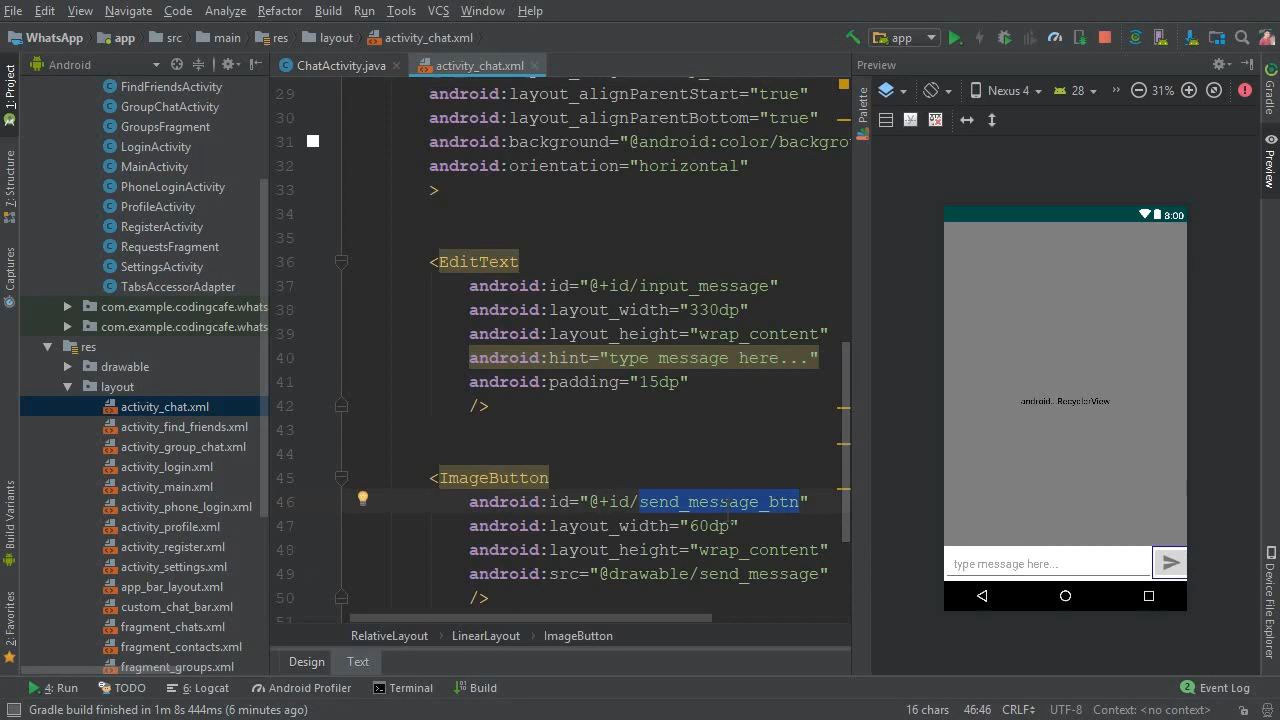 File Edit View Navigate Code Analyze Refactor Build Run Tools VCS Window Help
WhatsApp app src main res layout activity_chat.xml app
1: Project
Android
ChatActivity.java activity_chat.xml
Preview
FindFriendsActivity
GroupChatActivity
GroupsFragment
LoginActivity
MainActivity
PhoneLoginActivity
ProfileActivity
RegisterActivity
RequestsFragment
SettingsActivity
TabsAccessorAdapter
com.example.codingcafe.whats
com.example.codingcafe.whats
res
drawable
layout
activity_chat.xml
activity_find_friends.xml
activity_group_chat.xml
activity_login.xml
activity_main.xml
activity_phone_login.xml
activity_profile.xml
activity_register.xml
activity_settings.xml
app_bar_layout.xml
custom_chat_bar.xml
fragment_chats.xml
fragment_contacts.xml
fragment_groups.xml
7: Structure
Captures
Build Variants
2: Favorites
29 android:layout_alignParentStart="true"
30 android:layout_alignParentBottom="true"
31 android:background="@android:color/backgro
32 android:orientation="horizontal"
33 >
34
35
36 <EditText
37 android:id="@+id/input_message"
38 android:layout_width="330dp"
39 android:layout_height="wrap_content"
40 android:hint="type message here..."
41 android:padding="15dp"
42 />
43
44
45 <ImageButton
46 android:id="@+id/send_message_btn"
47 android:layout_width="60dp"
48 android:layout_height="wrap_content"
49 android:src="@drawable/send_message"
50 />
51
RelativeLayout LinearLayout ImageButton
Design Text
Palette
Nexus 4 28 31%
8:00
android...RecyclerView
type message here...
Gradle
Preview
Device File Explorer
4: Run TODO 6: Logcat Android Profiler Terminal Build 2 Event Log
Gradle build finished in 1m 8s 444ms (6 minutes ago) 16 chars 46:46 CRLF UTF-8 Context: <no context>